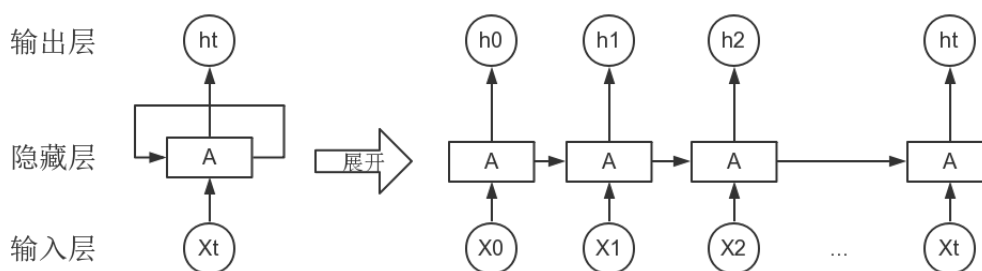 输出层 ht h0 h1 h2 ht
隐藏层 A 展开 A A A A
输入层 Xt X0 X1 X2 ... Xt